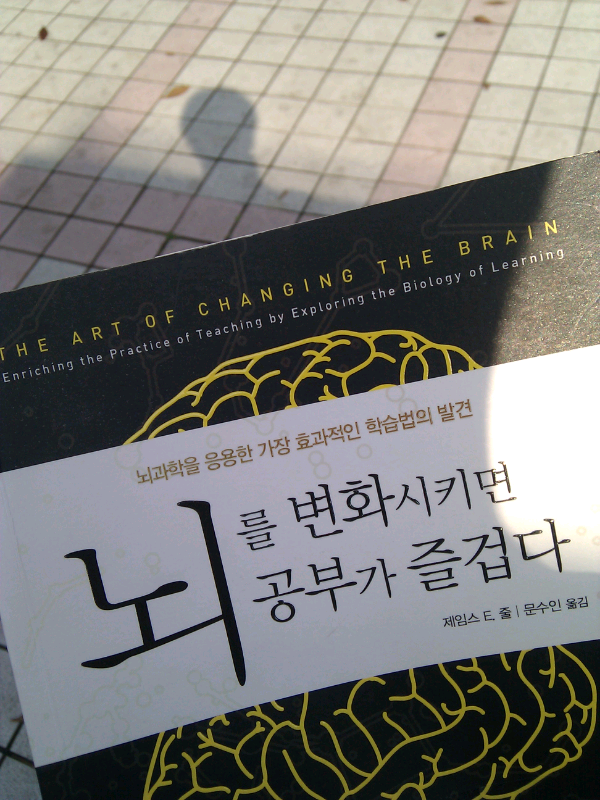 THE ART OF CHANGING THE BRAIN
Enriching the Practice of Teaching by Exploring the Biology of Learning
뇌과학을 응용한 가장 효과적인 학습법의 발견
뇌를 변화시키면
공부가 즐겁다
제임스 E. 줄 | 문수인 옮김